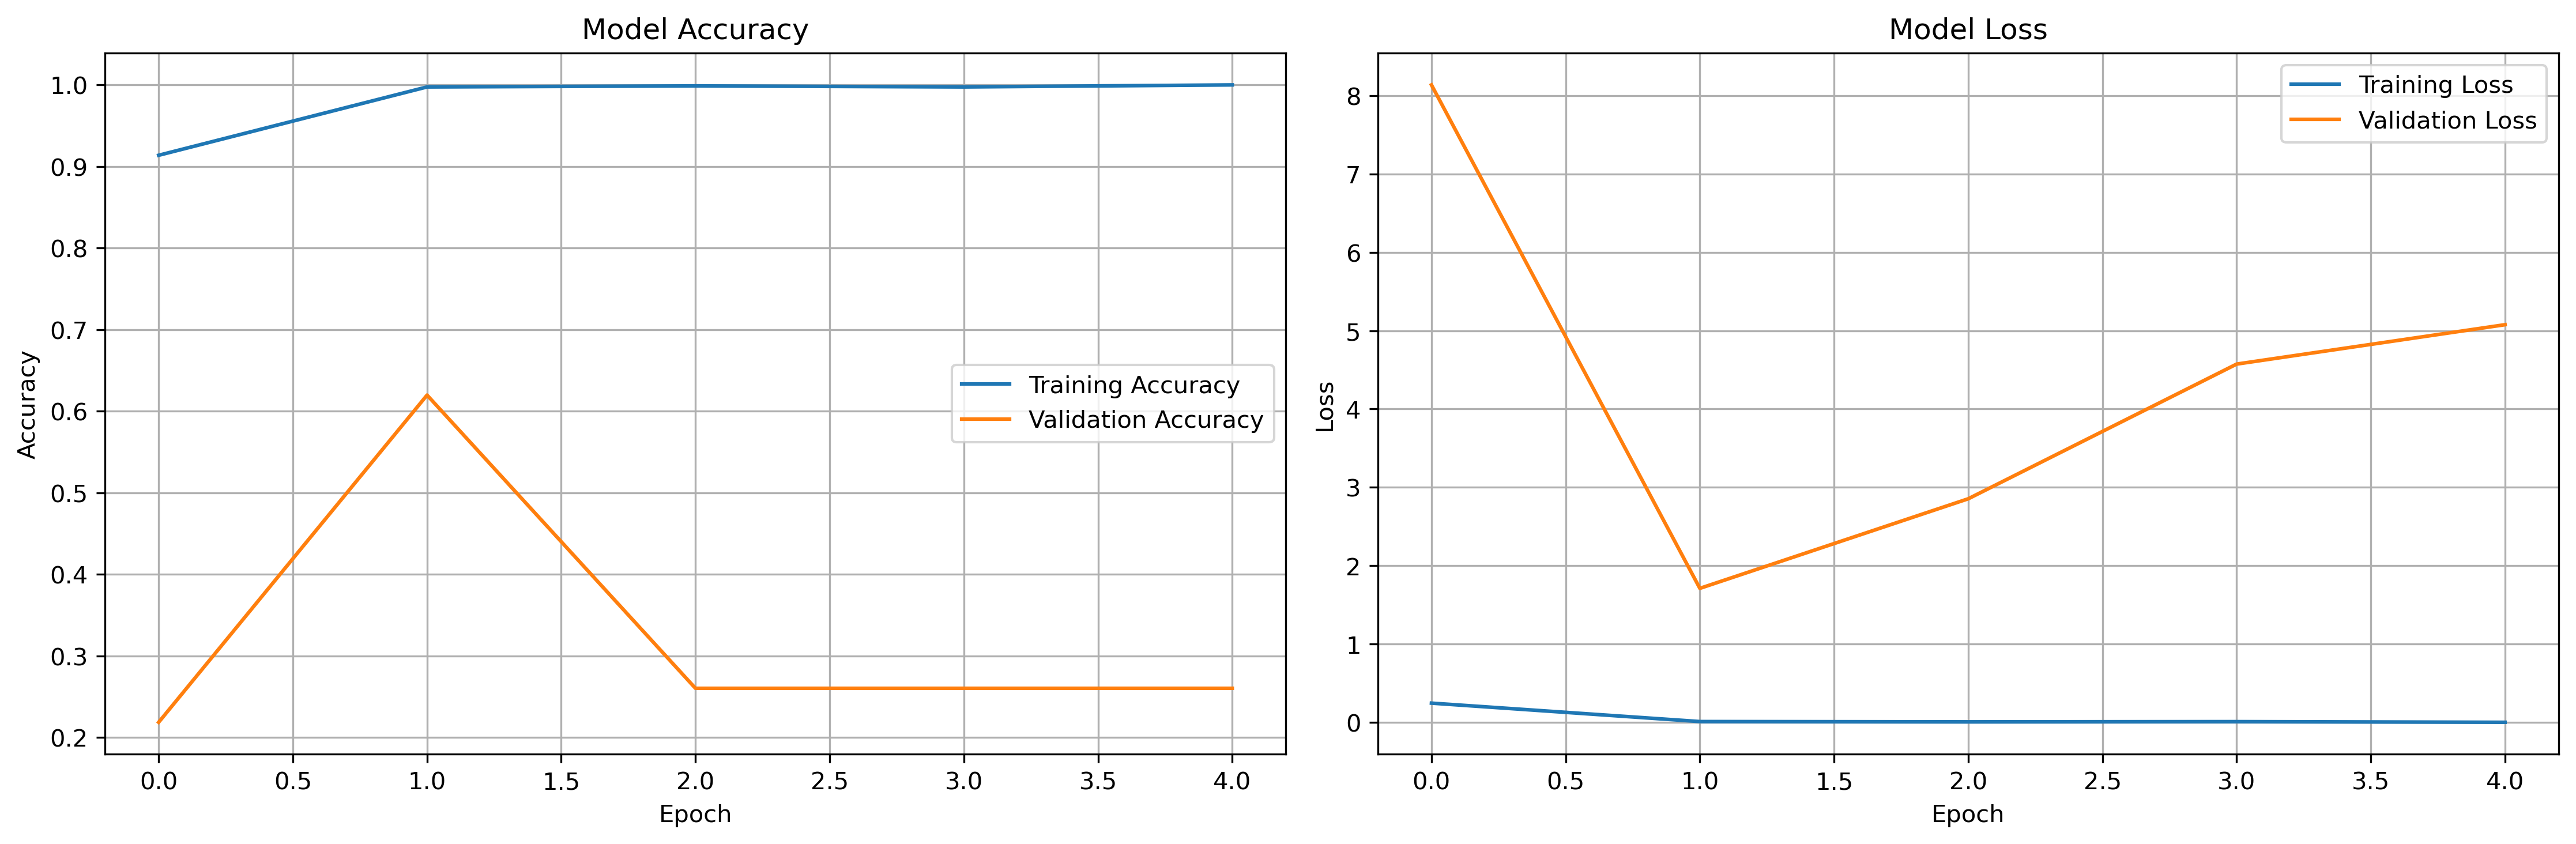 Model Accuracy
1.0
0.9
0.8
0.7
0.6
0.5
0.4
0.3
0.2
Accuracy
Training Accuracy
Validation Accuracy
0.0 0.5 1.0 1.5 2.0 2.5 3.0 3.5 4.0
Epoch
Model Loss
8
7
6
5
4
3
2
1
0
Loss
Training Loss
Validation Loss
0.0 0.5 1.0 1.5 2.0 2.5 3.0 3.5 4.0
Epoch